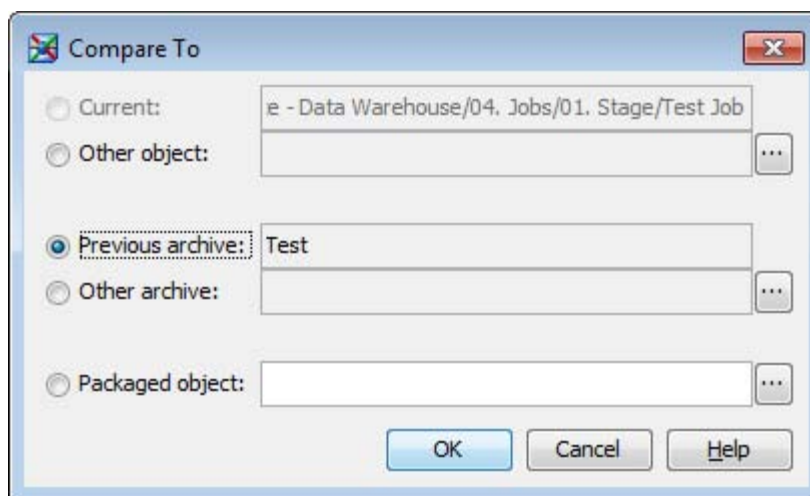 Compare To
Current: e - Data Warehouse/04. Jobs/01. Stage/Test Job
Other object: ...
Previous archive: Test
Other archive: ...
Packaged object: ...
OK Cancel Help